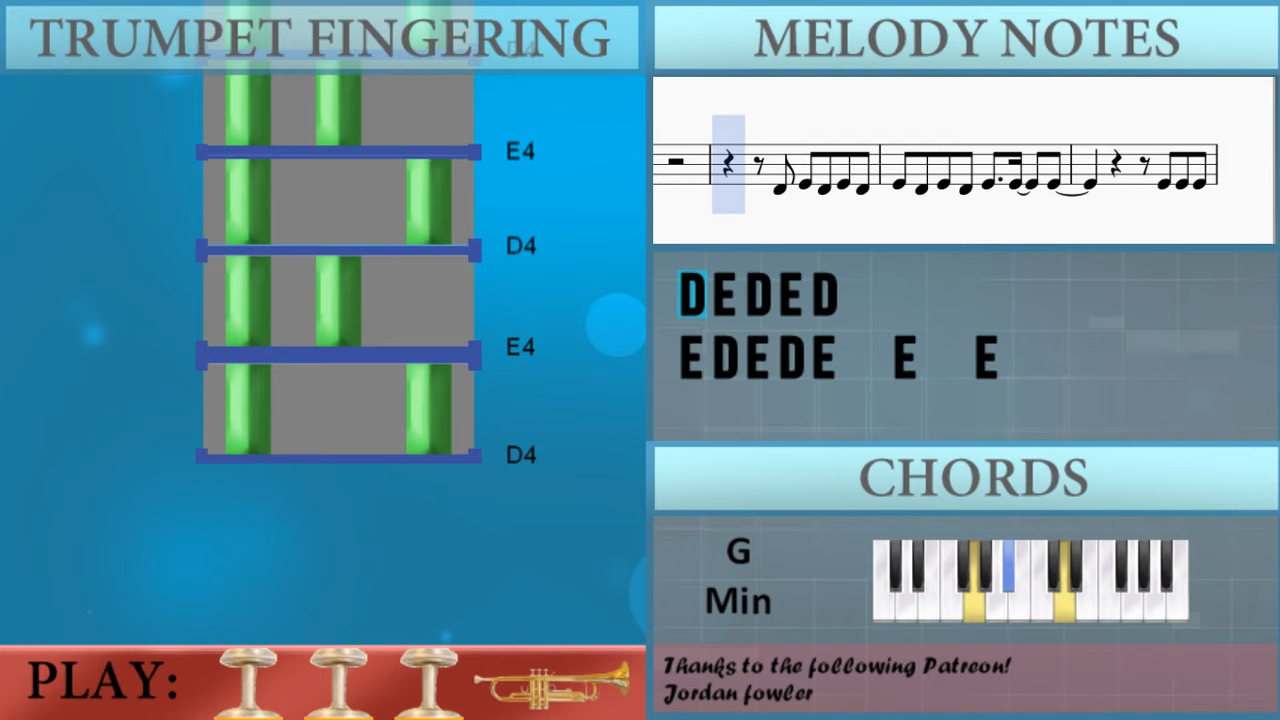 TRUMPET FINGERING
E4
D4
E4
D4
PLAY:
MELODY NOTES
DEDED
EDEDE E E
CHORDS
G
Min
Thanks to the following Patreon!
Jordan fowler